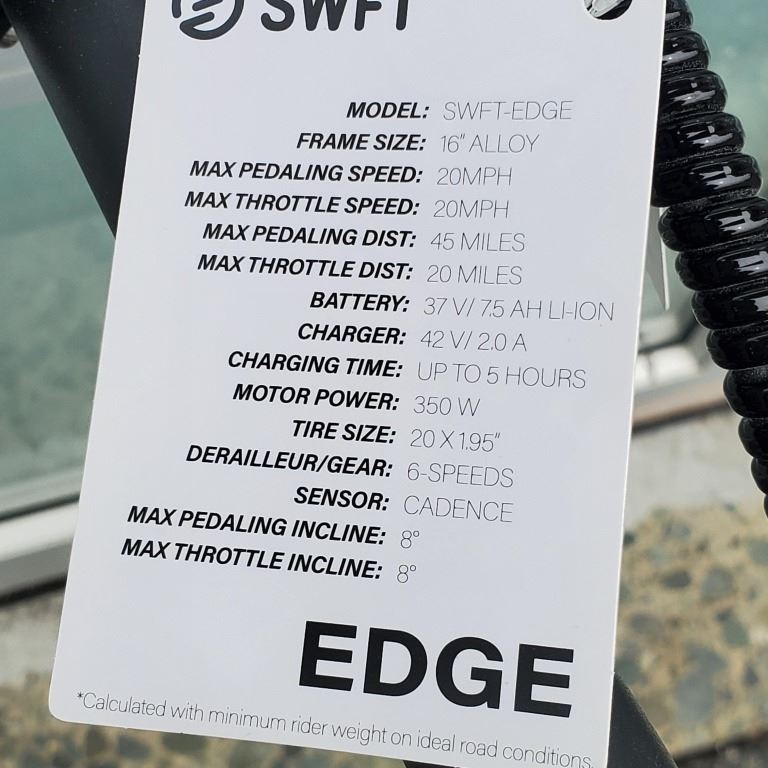 SWFT
MODEL: SWFT-EDGE
FRAME SIZE: 16" ALLOY
MAX PEDALING SPEED: 20MPH
MAX THROTTLE SPEED: 20MPH
MAX PEDALING DIST: 45 MILES
MAX THROTTLE DIST: 20 MILES
BATTERY: 37 V/ 7.5 AH LI-ION
CHARGER: 42 V/ 2.0 A
CHARGING TIME: UP TO 5 HOURS
MOTOR POWER: 350 W
TIRE SIZE: 20 X 1.95"
DERAILLEUR/GEAR: 6-SPEEDS
SENSOR: CADENCE
MAX PEDALING INCLINE: 8°
MAX THROTTLE INCLINE: 8°
EDGE
*Calculated with minimum rider weight on ideal road conditions.